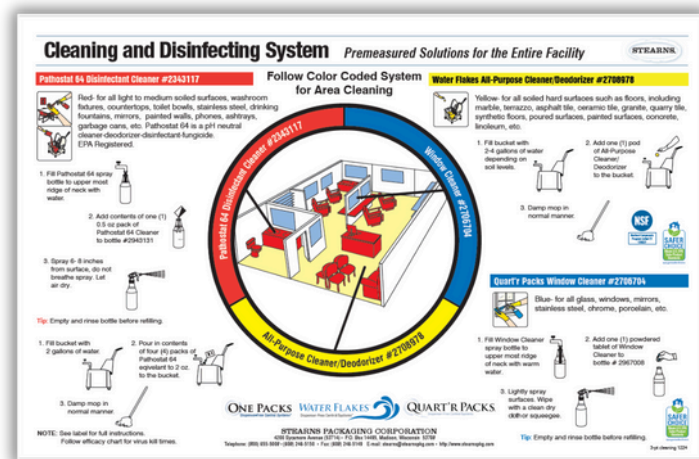 Cleaning and Disinfecting System Premeasured Solutions for the Entire Facility
STEARNS
Pathostat 64 Disinfectant Cleaner #2343117
Red- for all light to medium soiled surfaces, washroom
fixtures, countertops, toilet bowls, stainless steel, drinking
fountains, mirrors, painted walls, phones, ashtrays,
garbage cans, etc. Pathostat 64 is a pH neutral
cleaner-deodorizer-disinfectant-fungicide.
EPA Registered.
1. Fill Pathostat 64 spray
bottle to upper most
ridge of neck with
water.
2. Add contents of one (1)
0.5 oz pack of
Pathostat 64 Cleaner
to bottle #2943131
3. Spray 6- 8 inches
from surface, do not
breathe spray. Let
air dry.
Tip: Empty and rinse bottle before refilling.
1. Fill bucket with
2 gallons of water.
2. Pour in contents
of four (4) packs of
Pathostat 64
eqivelant to 2 oz.
to the bucket.
3. Damp mop in
normal manner.
NOTE: See label for full instructions.
Follow efficacy chart for virus kill times.
Follow Color Coded System
for Area Cleaning
Pathostat 64 Disinfectant Cleaner #2343117
Window Cleaner #2706704
All-Purpose Cleaner/Deodorizer #2708978
ONE PACKS
WATER FLAKES
QUART'R PACKS
STEARNS PACKAGING CORPORATION
Water Flakes All-Purpose Cleaner/Deodorizer #2708978
Yellow- for all soiled hard surfaces such as floors, including
marble, terrazzo, asphalt tile, ceramic tile, granite, quarry tile,
synthetic floors, poured surfaces, painted surfaces, concrete,
linoleum, etc.
1. Fill bucket with
2-4 gallons of water
depending on
soil levels.
2. Add one (1) pod
of All-Purpose
Cleaner/
Deodorizer
to the bucket.
3. Damp mop in
normal manner.
NSF
SAFER
CHOICE
Quart'r Packs Window Cleaner #2706704
Blue- for all glass, windows, mirrors,
stainless steel, chrome, porcelain, etc.
1. Fill Window Cleaner
spray bottle to
upper most ridge
of neck with warm
water.
2. Add one (1) powdered
tablet of Window
Cleaner to
bottle # 2967008
3. Lightly spray
surfaces. Wipe
with a clean dry
cloth or squeegee.
SAFER
CHOICE
Tip: Empty and rinse bottle before refilling.